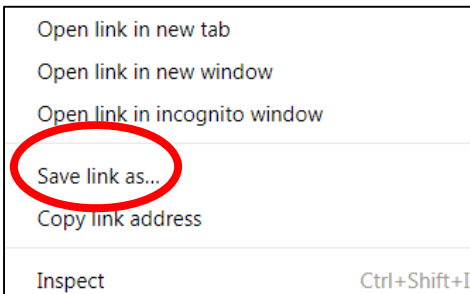 Open link in new tab
Open link in new window
Open link in incognito window
Save link as...
Copy link address
Inspect Ctrl+Shift+I